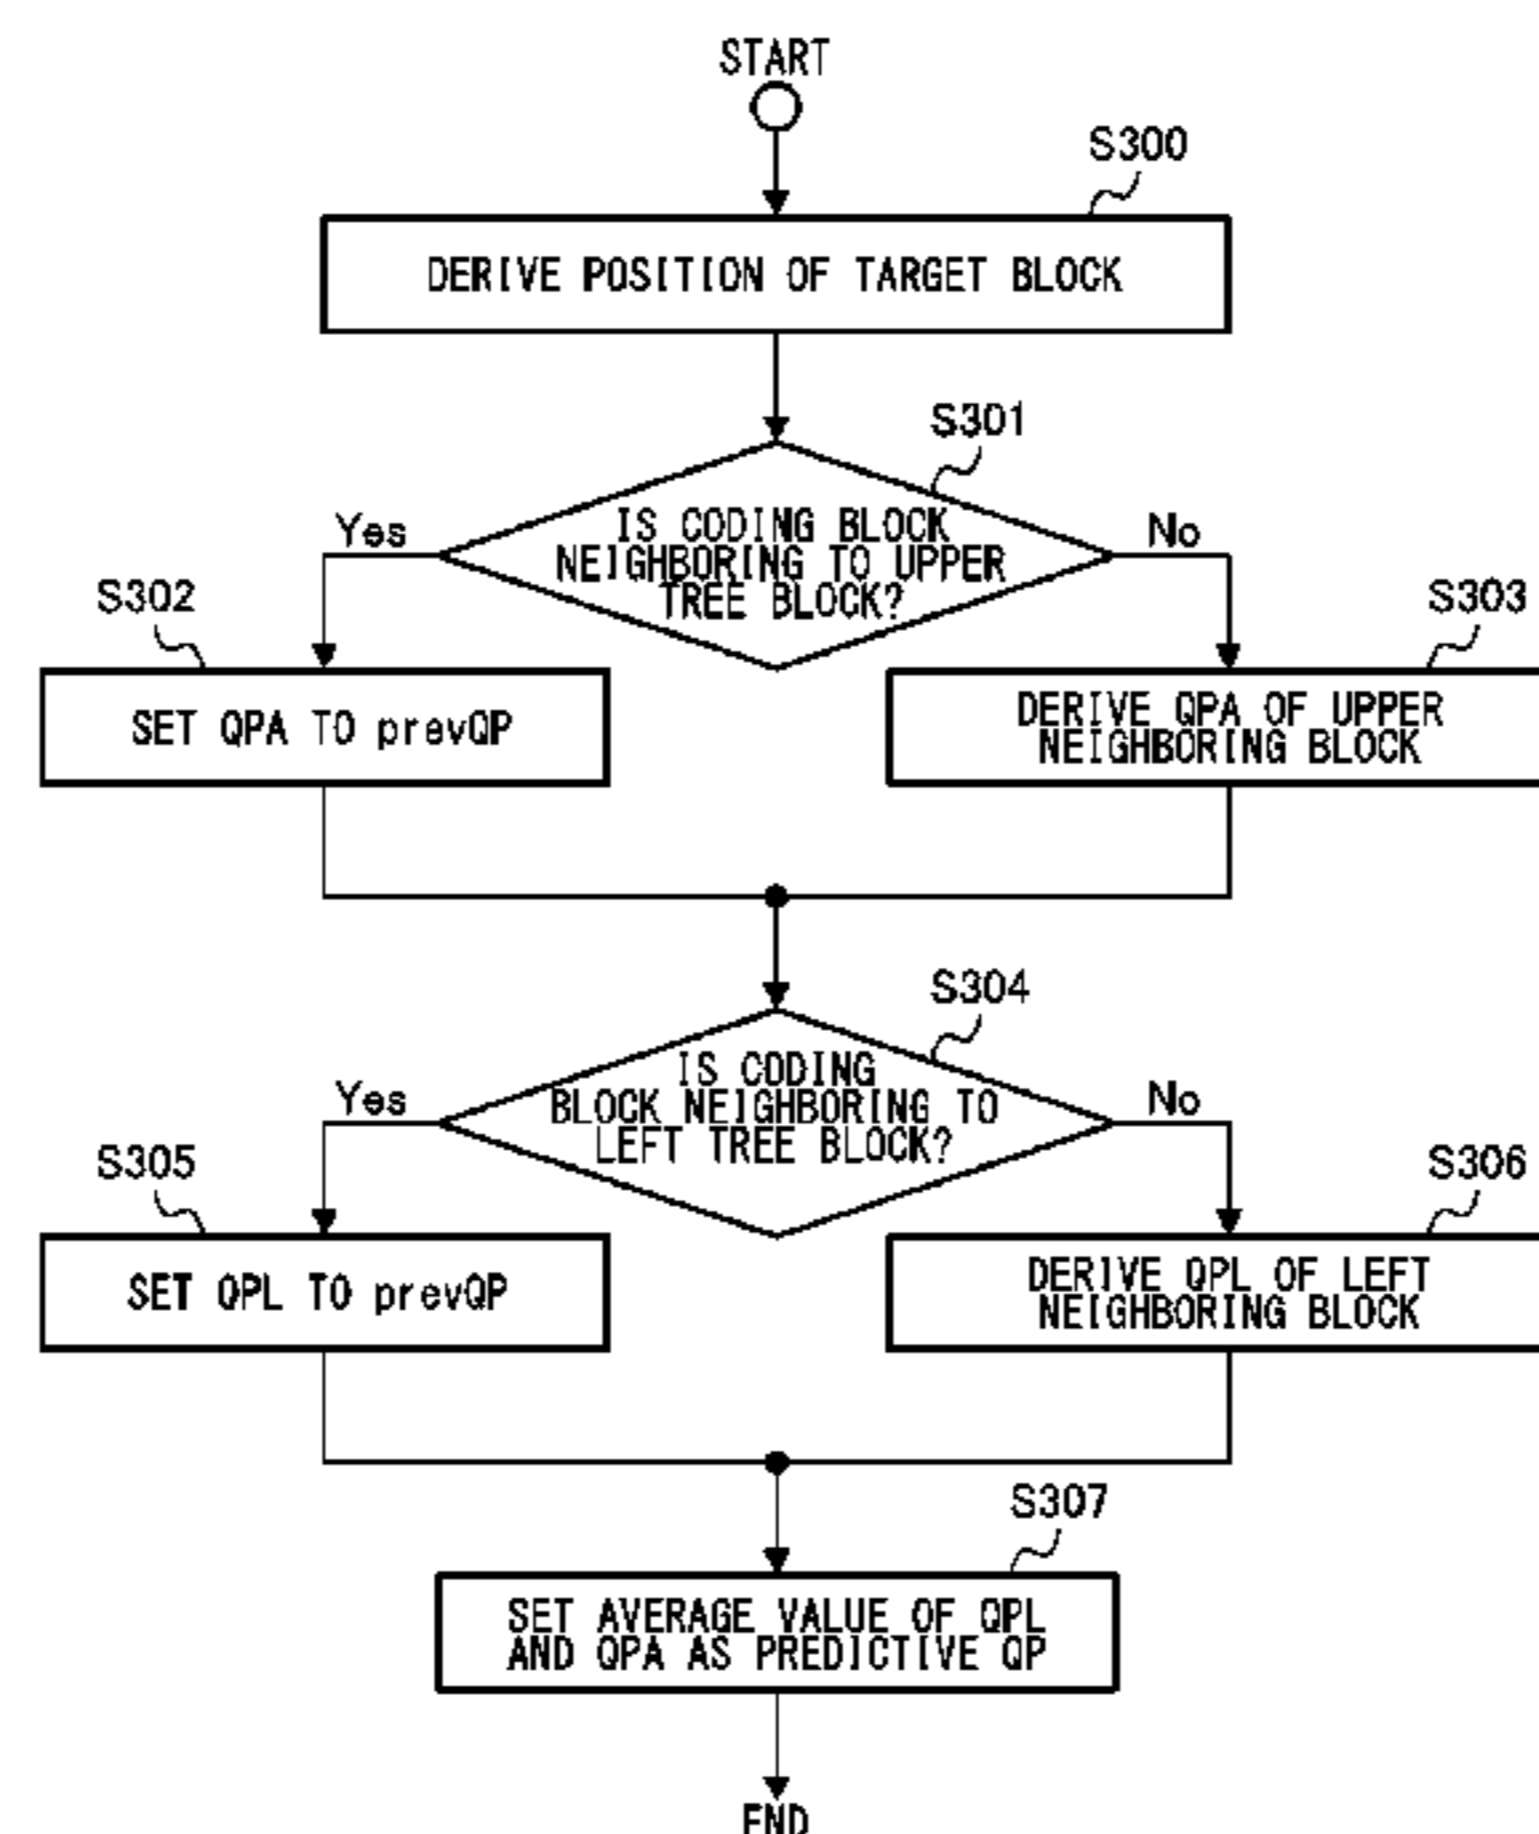 START
S300
DERIVE POSITION OF TARGET BLOCK
S301
IS CODING BLOCK
NEIGHBORING TO UPPER
TREE BLOCK?
Yes
No
S302
SET QPA TO prevQP
S303
DERIVE QPA OF UPPER
NEIGHBORING BLOCK
S304
IS CODING
BLOCK NEIGHBORING TO
LEFT TREE BLOCK?
Yes
No
S305
SET QPL TO prevQP
S306
DERIVE QPL OF LEFT
NEIGHBORING BLOCK
S307
SET AVERAGE VALUE OF QPL
AND QPA AS PREDICTIVE QP
END